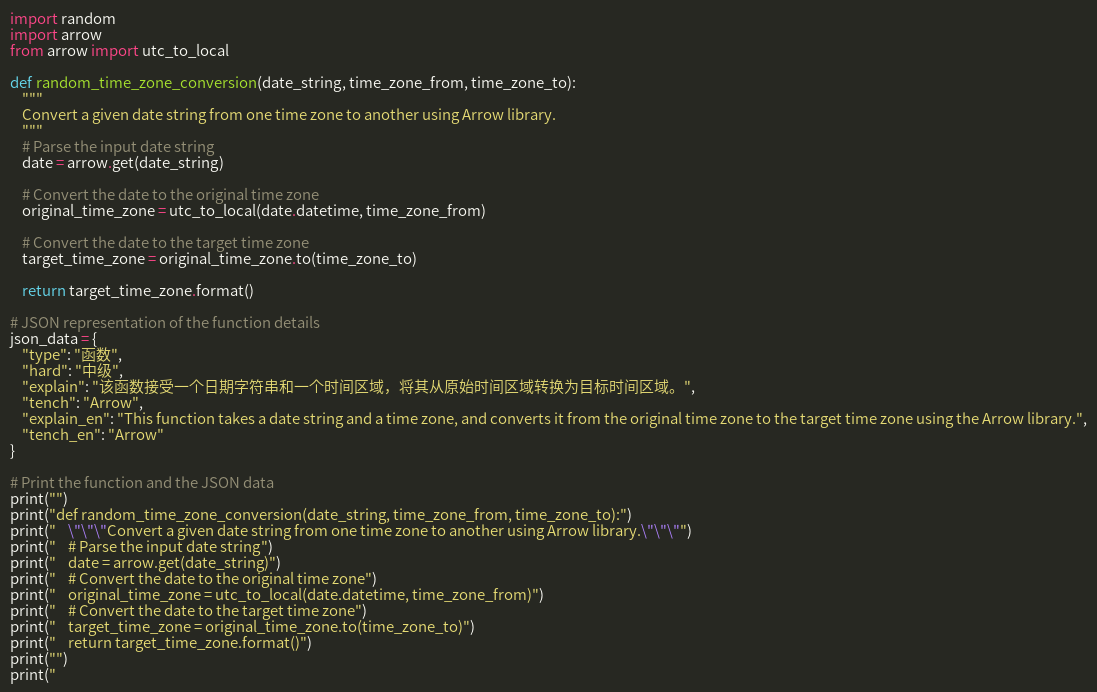 import random
import arrow
from arrow import utc_to_local

def random_time_zone_conversion(date_string, time_zone_from, time_zone_to):
    """
    Convert a given date string from one time zone to another using Arrow library.
    """
    # Parse the input date string
    date = arrow.get(date_string)

    # Convert the date to the original time zone
    original_time_zone = utc_to_local(date.datetime, time_zone_from)

    # Convert the date to the target time zone
    target_time_zone = original_time_zone.to(time_zone_to)

    return target_time_zone.format()

# JSON representation of the function details
json_data = {
    "type": "函数",
    "hard": "中级",
    "explain": "该函数接受一个日期字符串和一个时间区域，将其从原始时间区域转换为目标时间区域。",
    "tench": "Arrow",
    "explain_en": "This function takes a date string and a time zone, and converts it from the original time zone to the target time zone using the Arrow library.",
    "tench_en": "Arrow"
}

# Print the function and the JSON data
print("")
print("def random_time_zone_conversion(date_string, time_zone_from, time_zone_to):")
print("    \"\"\"Convert a given date string from one time zone to another using Arrow library.\"\"\"")
print("    # Parse the input date string")
print("    date = arrow.get(date_string)")
print("    # Convert the date to the original time zone")
print("    original_time_zone = utc_to_local(date.datetime, time_zone_from)")
print("    # Convert the date to the target time zone")
print("    target_time_zone = original_time_zone.to(time_zone_to)")
print("    return target_time_zone.format()")
print("")
print("